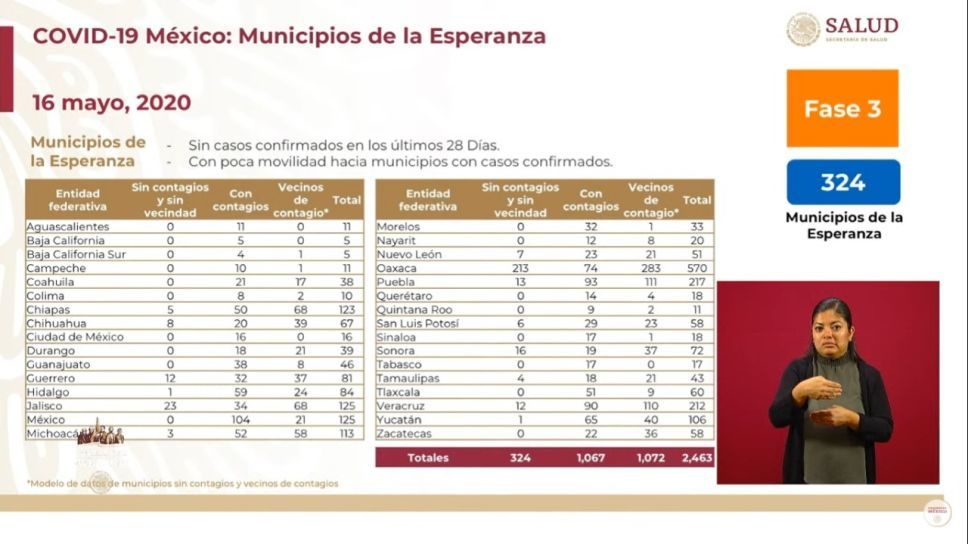 COVID-19 México: Municipios de la Esperanza
SALUD
SECRETARÍA DE SALUD
16 mayo, 2020
Fase 3
Municipios de
la Esperanza
- Sin casos confirmados en los últimos 28 Días.
- Con poca movilidad hacia municipios con casos confirmados.
324
Municipios de la
Esperanza
Entidad federativa Sin contagios y sin vecindad Con contagios Vecinos de contagio* Total
Aguascalientes 0 11 0 11
Baja California 0 5 0 5
Baja California Sur 0 4 1 5
Campeche 0 10 1 11
Coahuila 0 21 17 38
Colima 0 8 2 10
Chiapas 5 50 68 123
Chihuahua 8 20 39 67
Ciudad de México 0 16 0 16
Durango 0 18 21 39
Guanajuato 0 38 8 46
Guerrero 12 32 37 81
Hidalgo 1 59 24 84
Jalisco 23 34 68 125
México 0 104 21 125
Michoacá 3 52 58 113
Entidad federativa Sin contagios y sin vecindad Con contagios Vecinos de contagio* Total
Morelos 0 32 1 33
Nayarit 0 12 8 20
Nuevo León 7 23 21 51
Oaxaca 213 74 283 570
Puebla 13 93 111 217
Querétaro 0 14 4 18
Quintana Roo 0 9 2 11
San Luis Potosí 6 29 23 58
Sinaloa 0 17 1 18
Sonora 16 19 37 72
Tabasco 0 17 0 17
Tamaulipas 4 18 21 43
Tlaxcala 0 51 9 60
Veracruz 12 90 110 212
Yucatán 1 65 40 106
Zacatecas 0 22 36 58
Totales 324 1,067 1,072 2,463
*Modelo de datos de municipios sin contagios y vecinos de contagios